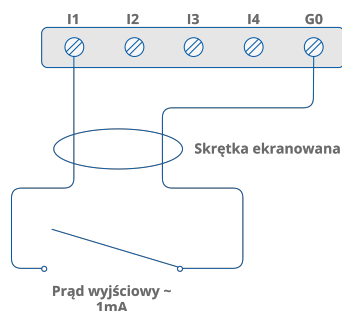 I1 I2 I3 I4 G0
Skrętka ekranowana
Prąd wyjściowy ~
1mA